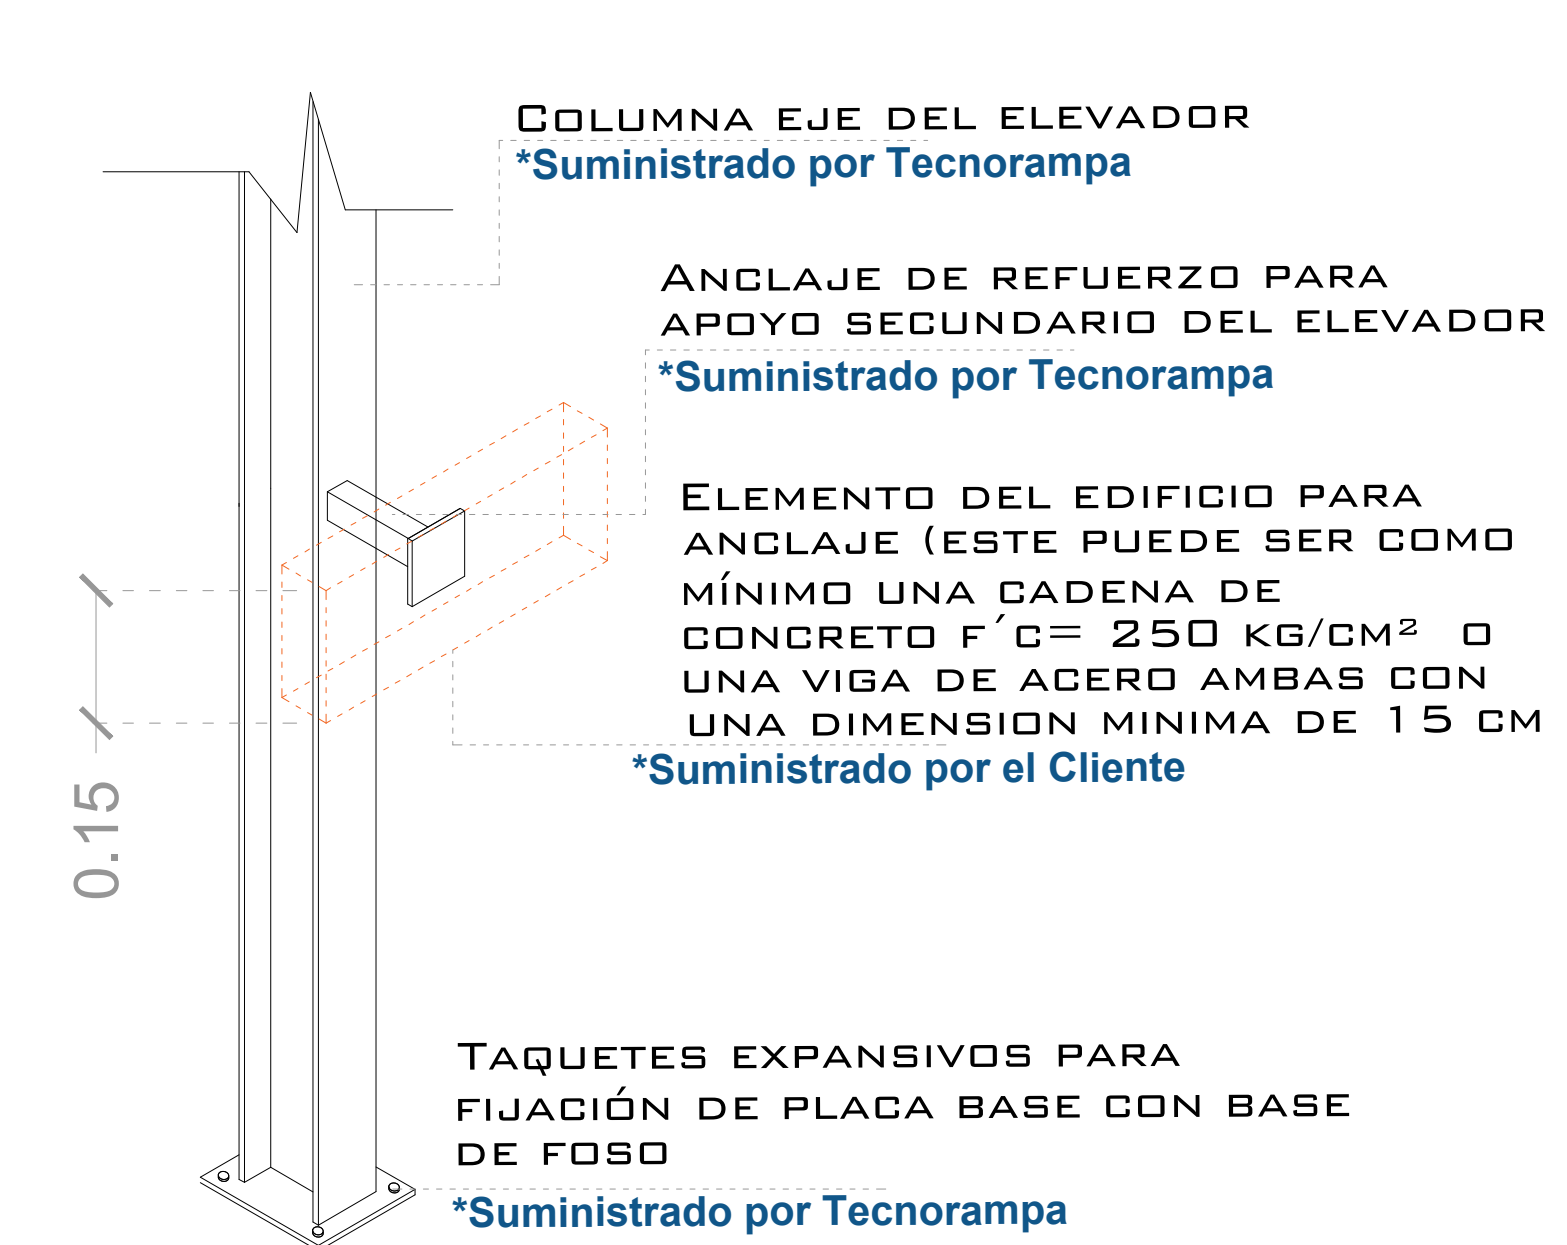 Columna eje del elevador
*Suministrado por Tecnorampa
Anclaje de refuerzo para
apoyo secundario del elevador
*Suministrado por Tecnorampa
Elemento del edificio para
anclaje (este puede ser como
mínimo una cadena de
concreto f´c= 250 kg/cm²  o
una viga de acero ambas con
una dimension minima de 15 cm
*Suministrado por el Cliente
0.15
Taquetes expansivos para
fijación de placa base con base
de foso
*Suministrado por Tecnorampa